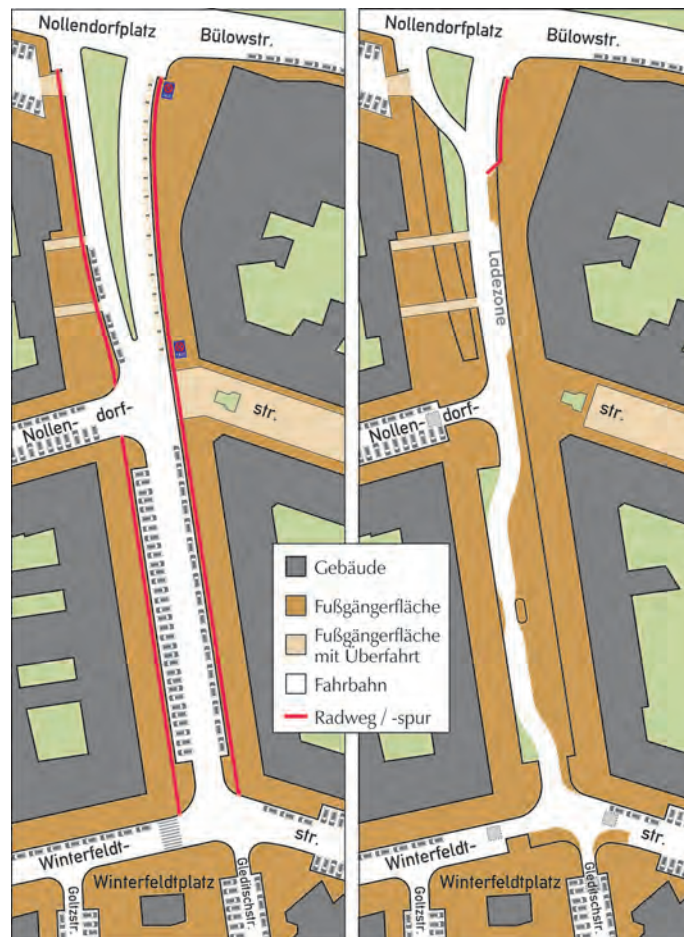 Nollendorfplatz
Bülowstr.
Nollen-
dorf-
str.
Winterfeldt-
str.
Winterfeldtplatz
Goltzstr.
Gleditschstr.
Gebäude
Fußgängerfläche
Fußgängerfläche
mit Überfahrt
Fahrbahn
Radweg / -spur
Nollendorfplatz
Bülowstr.
Ladezone
Nollen-
dorf-
str.
Winterfeldt-
str.
Winterfeldtplatz
Goltzstr.
Gleditschstr.